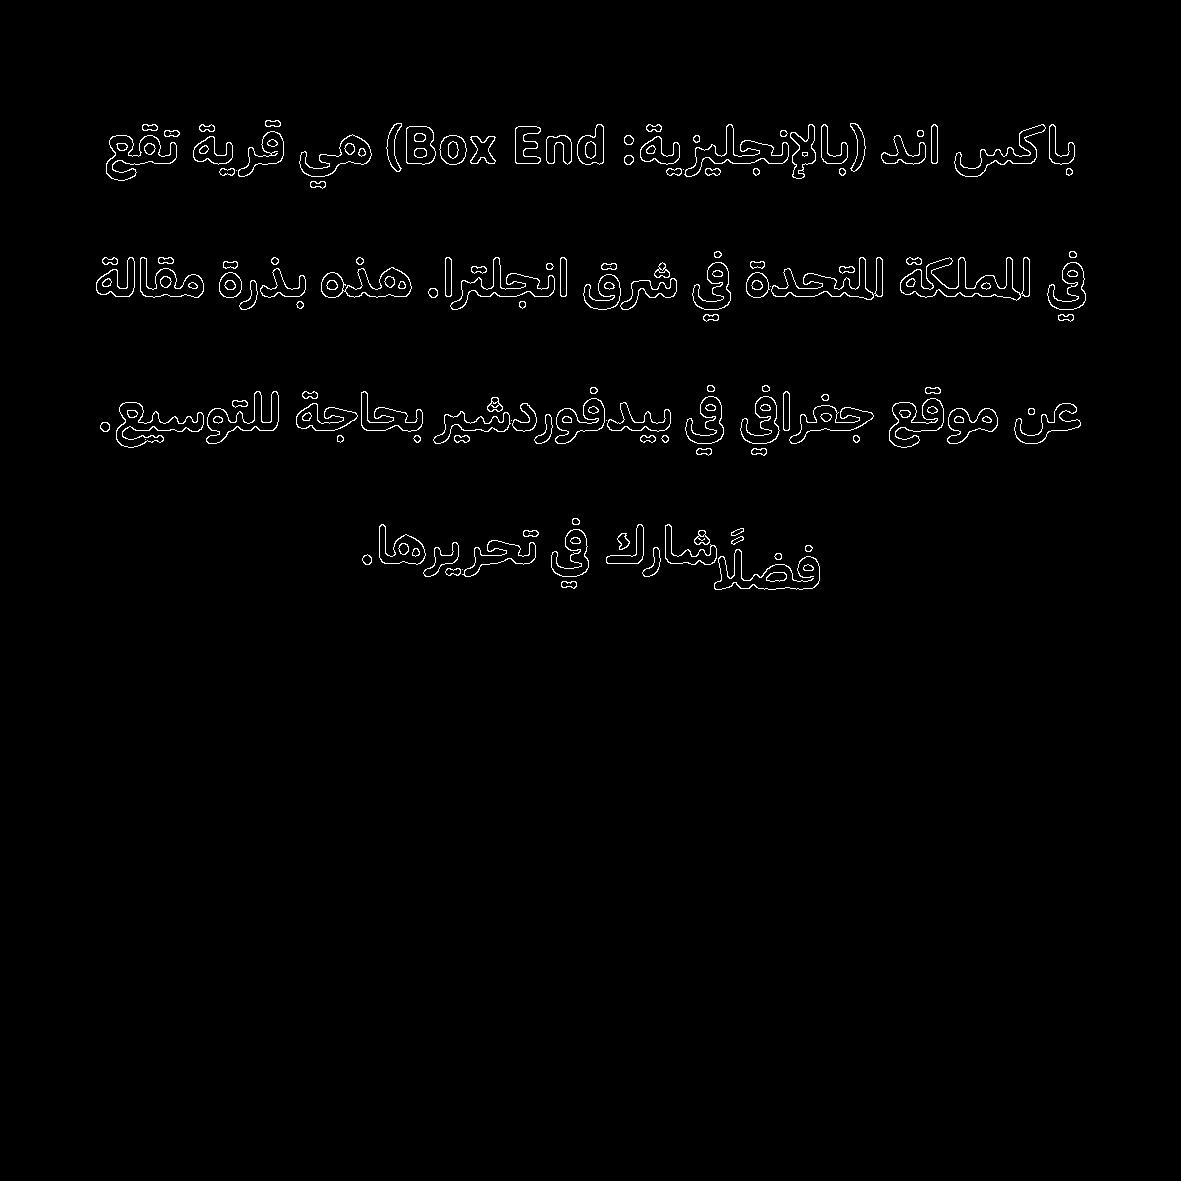 باكس اند (بالإنجليزية: Box End) هي قرية تقع
في المملكة المتحدة في شرق انجلترا. هذه بذرة مقالة
عن موقع جغرافي في بيدفوردشير بحاجة للتوسيع.
فضلًا شارك في تحريرها.